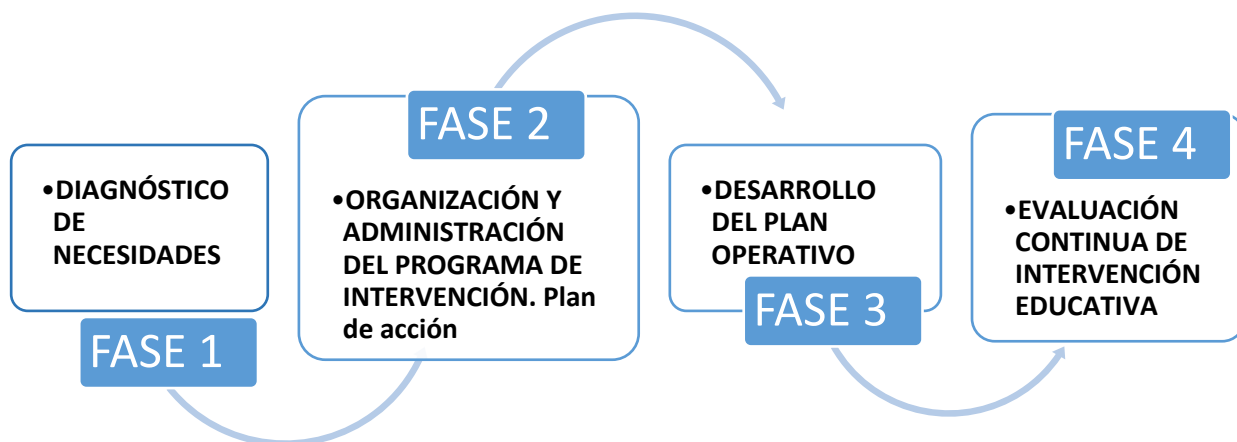 •DIAGNÓSTICO
DE
NECESIDADES
FASE 1
FASE 2
•ORGANIZACIÓN Y
ADMINISTRACIÓN
DEL PROGRAMA DE
INTERVENCIÓN. Plan
de acción
•DESARROLLO
DEL PLAN
OPERATIVO
FASE 3
FASE 4
•EVALUACIÓN
CONTINUA DE
INTERVENCIÓN
EDUCATIVA